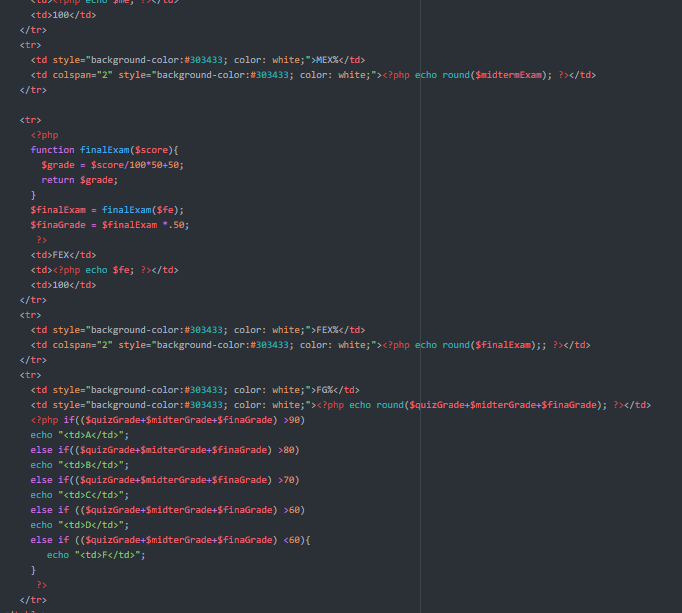 <td><?php echo $me; ?></td>
<td>100</td>
</tr>
<tr>
<td style="background-color:#303433; color: white;">MEX%</td>
<td colspan="2" style="background-color:#303433; color: white;"><?php echo round($midtermExam); ?></td>
</tr>
<tr>
<?php
function finalExam($score){
$grade = $score/100*50+50;
return $grade;
}
$finalExam = finalExam($fe);
$finaGrade = $finalExam *.50;
?>
<td>FEX</td>
<td><?php echo $fe; ?></td>
<td>100</td>
</tr>
<tr>
<td style="background-color:#303433; color: white;">FEX%</td>
<td colspan="2" style="background-color:#303433; color: white;"><?php echo round($finalExam);; ?></td>
</tr>
<tr>
<td style="background-color:#303433; color: white;">FG%</td>
<td style="background-color:#303433; color: white;"><?php echo round($quizGrade+$midterGrade+$finaGrade); ?></td>
<?php if(($quizGrade+$midterGrade+$finaGrade) >90)
echo "<td>A</td>";
else if(($quizGrade+$midterGrade+$finaGrade) >80)
echo "<td>B</td>";
else if(($quizGrade+$midterGrade+$finaGrade) >70)
echo "<td>C</td>";
else if (($quizGrade+$midterGrade+$finaGrade) >60)
echo "<td>D</td>";
else if (($quizGrade+$midterGrade+$finaGrade) <60){
echo "<td>F</td>";
}
?>
</tr>